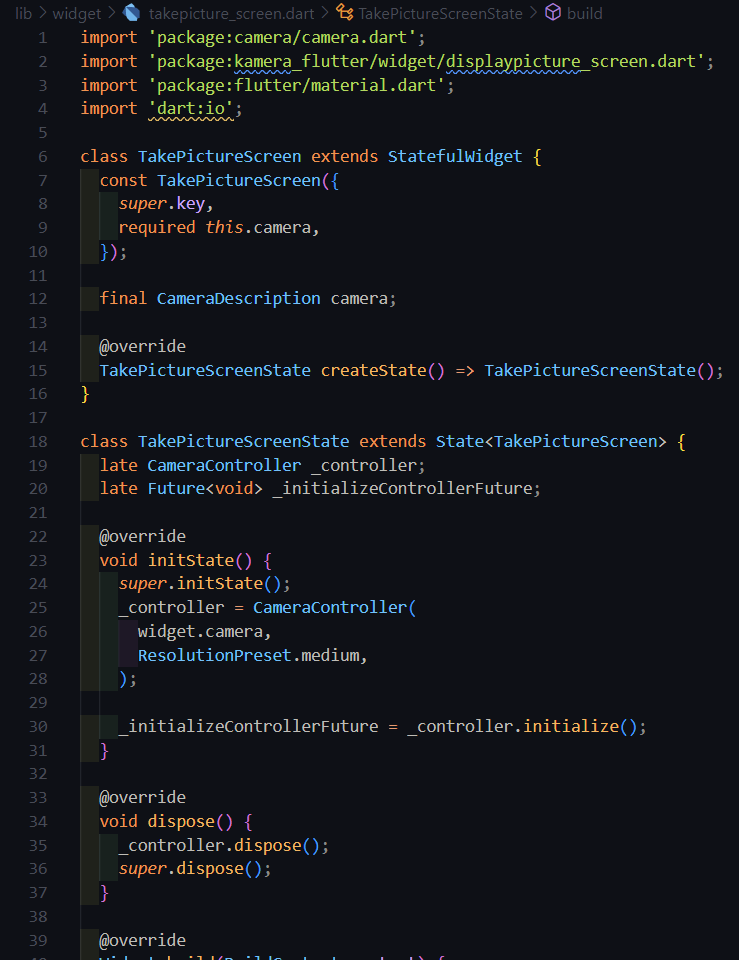 lib > widget > takepicture_screen.dart > TakePictureScreenState > build
1 import 'package:camera/camera.dart';
2 import 'package:kamera_flutter/widget/displaypicture_screen.dart';
3 import 'package:flutter/material.dart';
4 import 'dart:io';
5
6 class TakePictureScreen extends StatefulWidget {
7   const TakePictureScreen({
8     super.key,
9     required this.camera,
10   });
11
12   final CameraDescription camera;
13
14   @override
15   TakePictureScreenState createState() => TakePictureScreenState();
16 }
17
18 class TakePictureScreenState extends State<TakePictureScreen> {
19   late CameraController _controller;
20   late Future<void> _initializeControllerFuture;
21
22   @override
23   void initState() {
24     super.initState();
25     _controller = CameraController(
26       widget.camera,
27       ResolutionPreset.medium,
28     );
29
30     _initializeControllerFuture = _controller.initialize();
31   }
32
33   @override
34   void dispose() {
35     _controller.dispose();
36     super.dispose();
37   }
38
39   @override